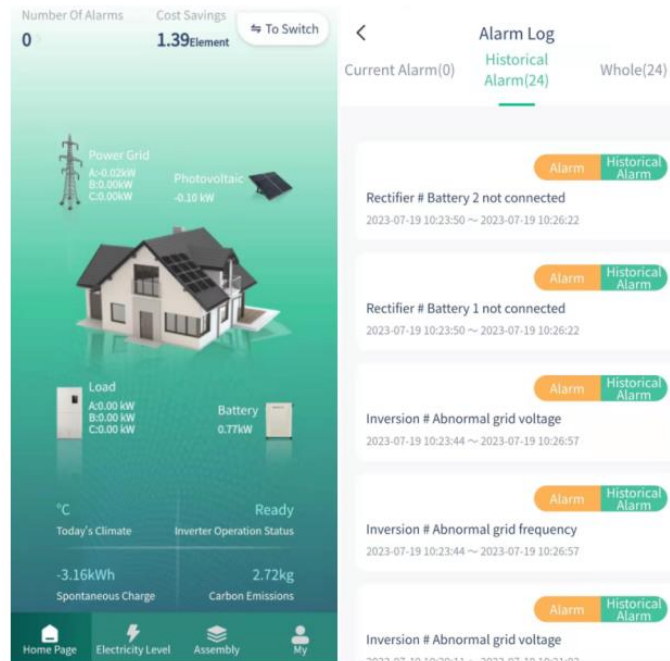 Number Of Alarms
0
Cost Savings
1.39Element
⇋ To Switch
Power Grid
A:-0.02kW
B:0.00kW
C:0.00kW
Photovoltaic
-0.10 kW
Load
A:0.00 kW
B:0.00 kW
C:0.00 kW
Battery
0.77kW
°C
Today's Climate
Ready
Inverter Operation Status
-3.16kWh
Spontaneous Charge
2.72kg
Carbon Emissions
Home Page
Electricity Level
Assembly
My
Alarm Log
Current Alarm(0)
Historical
Alarm(24)
Whole(24)
Alarm
Historical
Alarm
Rectifier # Battery 2 not connected
2023-07-19 10:23:50 ~ 2023-07-19 10:26:22
Alarm
Historical
Alarm
Rectifier # Battery 1 not connected
2023-07-19 10:23:50 ~ 2023-07-19 10:26:22
Alarm
Historical
Alarm
Inversion # Abnormal grid voltage
2023-07-19 10:23:44 ~ 2023-07-19 10:26:57
Alarm
Historical
Alarm
Inversion # Abnormal grid frequency
2023-07-19 10:23:44 ~ 2023-07-19 10:26:57
Alarm
Historical
Alarm
Inversion # Abnormal grid voltage